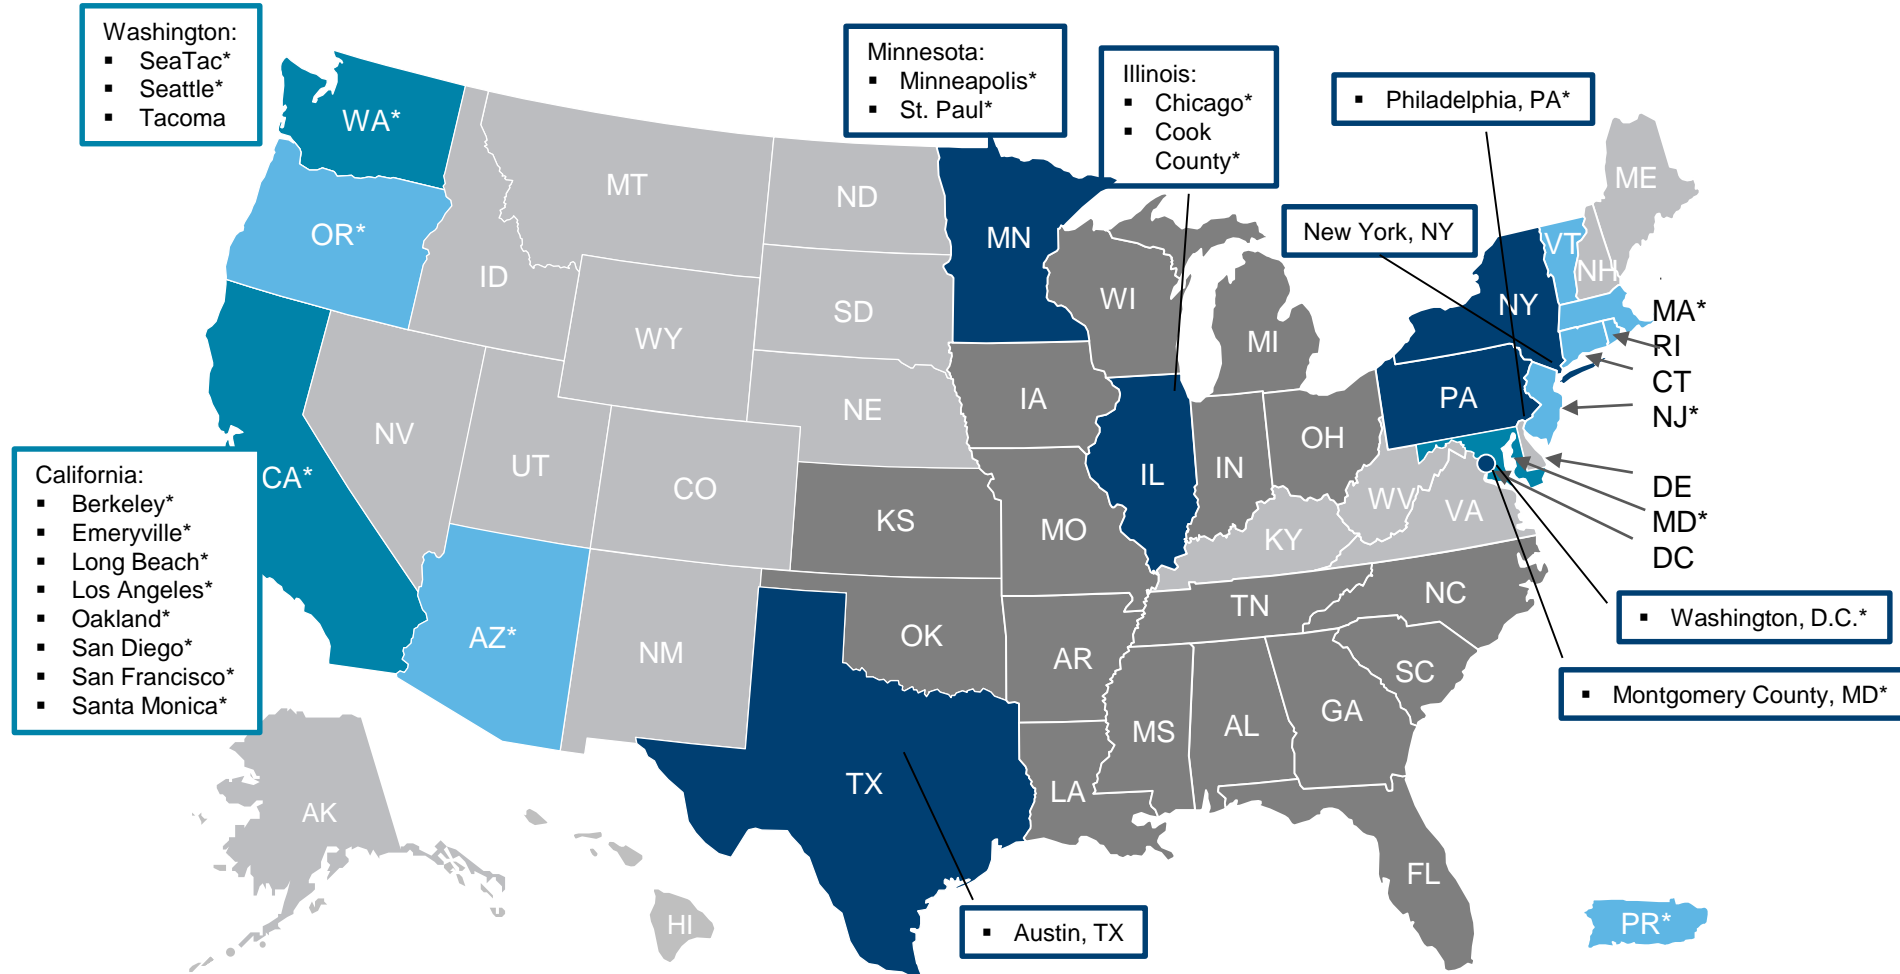 Washington:
▪ SeaTac*
▪ Seattle*
▪ Tacoma
Minnesota:
▪ Minneapolis*
▪ St. Paul*
Illinois:
▪ Chicago*
▪ Cook
County*
▪ Philadelphia, PA*
New York, NY
WA*
OR*
MT
ND
MN
ID
SD
WY
WI
MI
ME
VT
NH
NY
MA*
RI
CT
NJ*
DE
MD*
DC
NE
IA
PA
NV
UT
CO
KS
MO
IL
IN
OH
WV
VA
KY
CA*
California:
▪ Berkeley*
▪ Emeryville*
▪ Long Beach*
▪ Los Angeles*
▪ Oakland*
▪ San Diego*
▪ San Francisco*
▪ Santa Monica*
AZ*
NM
OK
AR
TN
NC
SC
MS
AL
GA
▪ Washington, D.C.*
▪ Montgomery County, MD*
TX
LA
FL
AK
HI
▪ Austin, TX
PR*